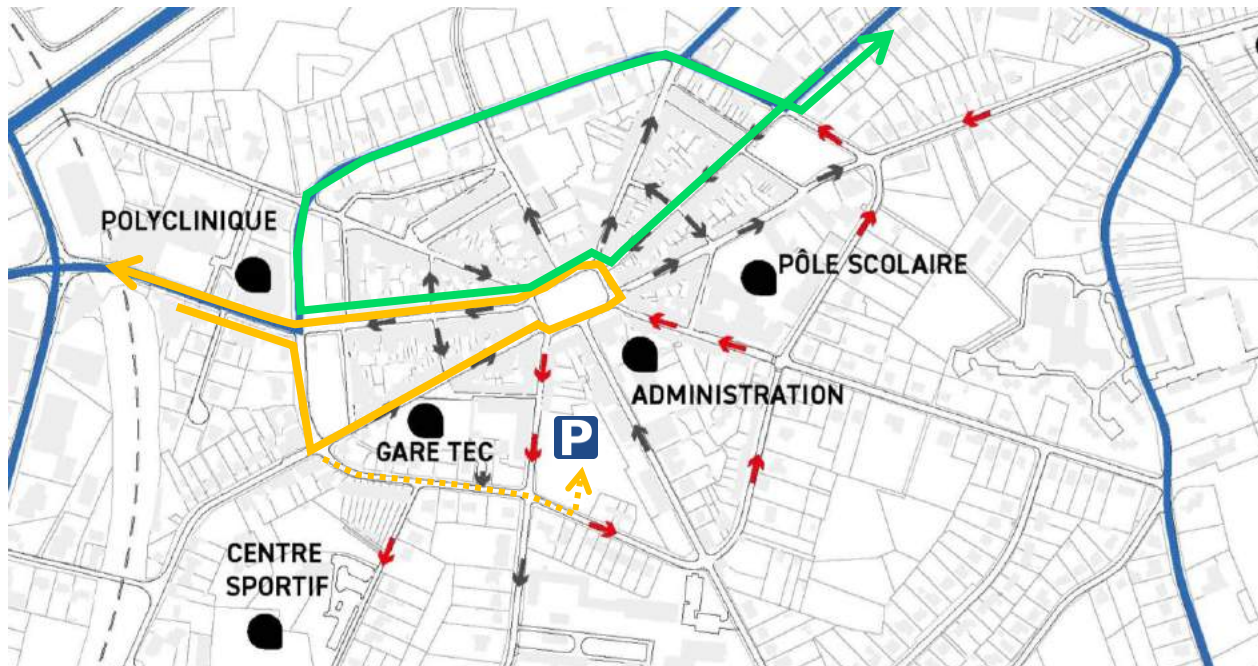 POLYCLINIQUE
PÔLE SCOLAIRE
ADMINISTRATION
GARE TEC
P
CENTRE
SPORTIF